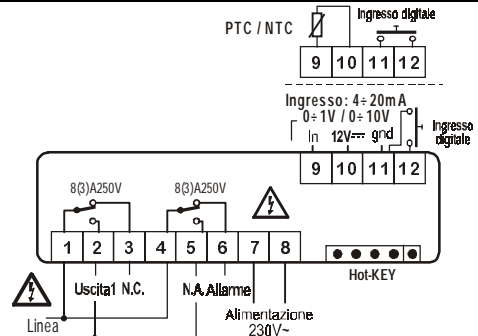 PTC / NTC
Ingresso digitale
9 10 11 12
Ingresso: 4÷20mA
0÷1V / 0÷10V
In 12V gnd
Ingresso
digitale
9 10 11 12
8(3)A250V 8(3)A250V
1 2 3 4 5 6 7 8
Hot-KEY
Uscita1 N.C. N.A. Allarme
Linea
Alimentazione
230V~